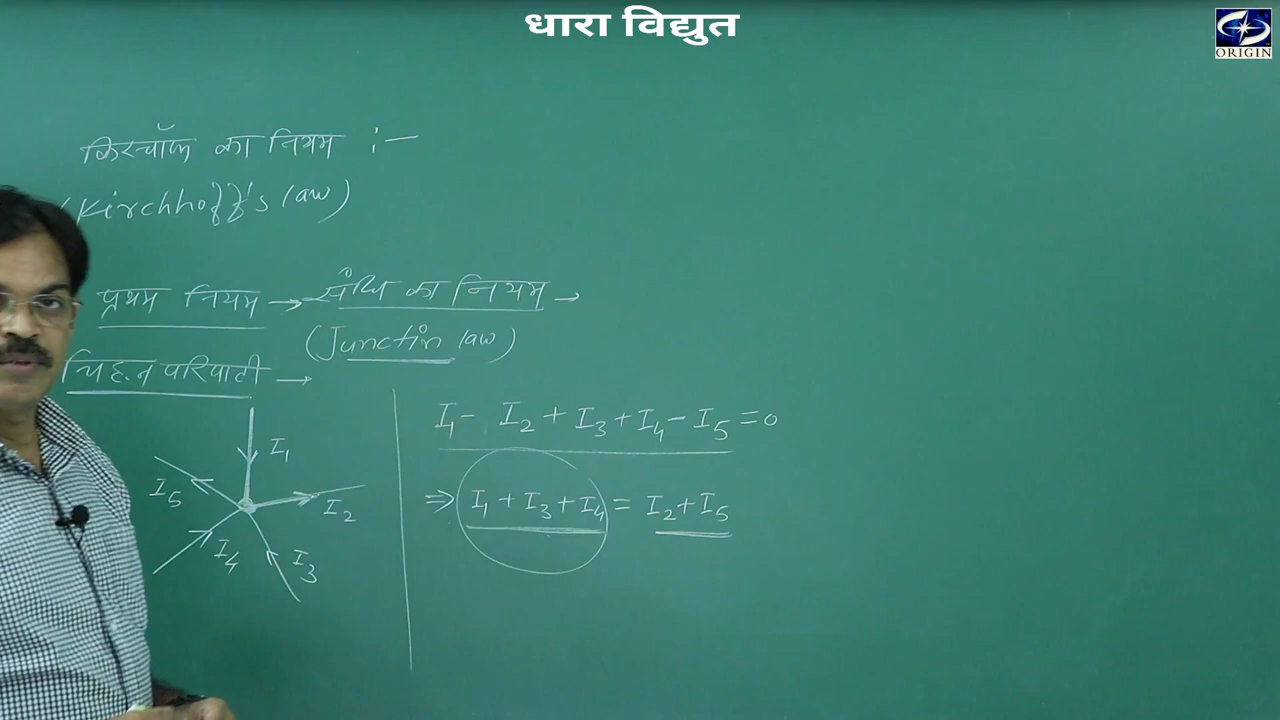 धारा विद्युत
ORIGIN
किरचॉफ का नियम :-
(Kirchhoff's law)
प्रथम नियम → संधि का नियम →
(Junctin law)
चिह्न परिपाटी →
I₁
I₅
I₂
I₄
I₃
I₁ - I₂ + I₃ + I₄ - I₅ = 0
⇒ I₁ + I₃ + I₄ = I₂ + I₅